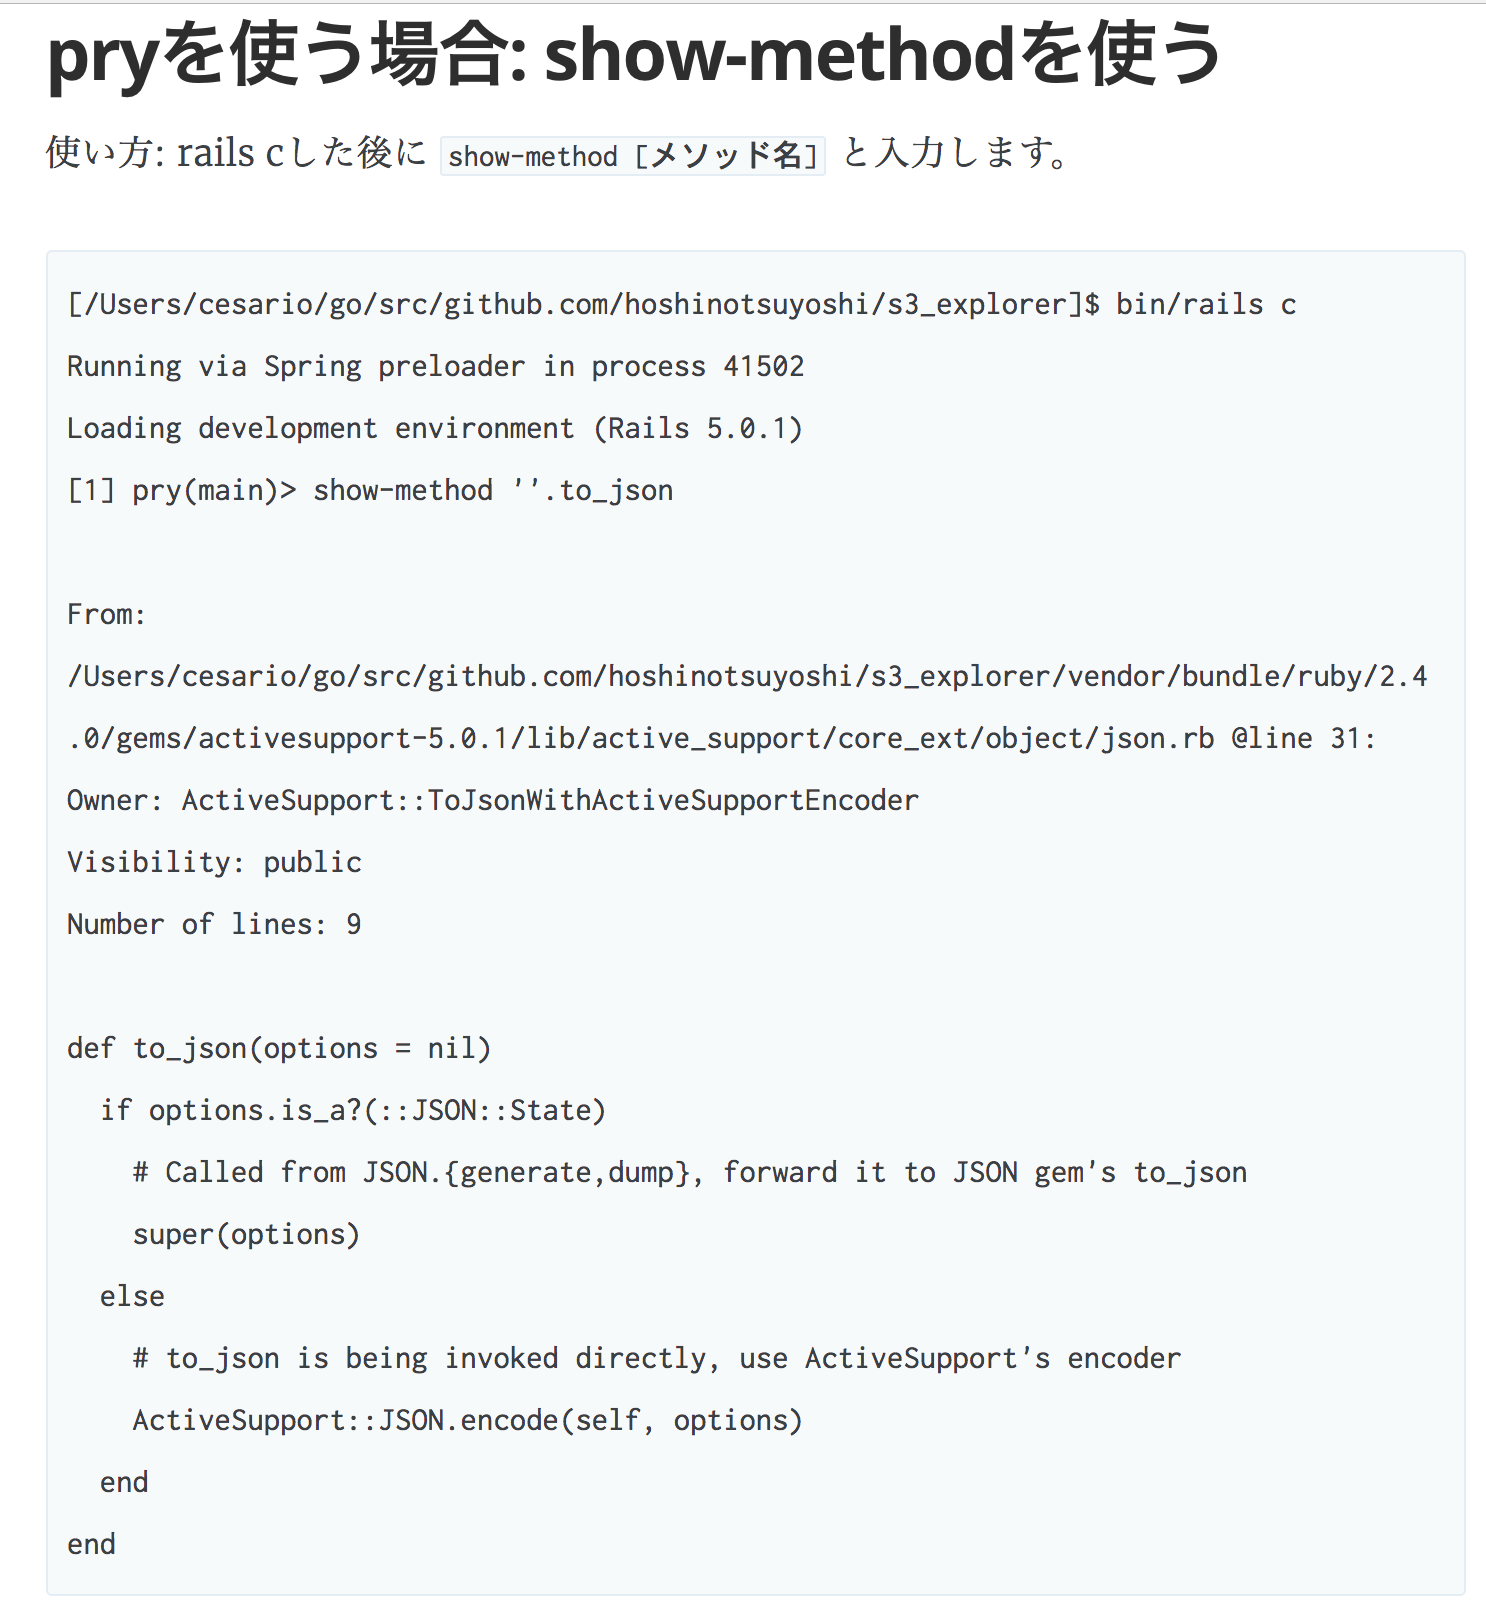 pryを使う場合: show-methodを使う
使い方: rails cした後に show-method [メソッド名] と入力します。
[/Users/cesario/go/src/github.com/hoshinotsuyoshi/s3_explorer]$ bin/rails c
Running via Spring preloader in process 41502
Loading development environment (Rails 5.0.1)
[1] pry(main)> show-method ''.to_json
From:
/Users/cesario/go/src/github.com/hoshinotsuyoshi/s3_explorer/vendor/bundle/ruby/2.4
.0/gems/activesupport-5.0.1/lib/active_support/core_ext/object/json.rb @line 31:
Owner: ActiveSupport::ToJsonWithActiveSupportEncoder
Visibility: public
Number of lines: 9
def to_json(options = nil)
  if options.is_a?(::JSON::State)
    # Called from JSON.{generate,dump}, forward it to JSON gem's to_json
    super(options)
  else
    # to_json is being invoked directly, use ActiveSupport's encoder
    ActiveSupport::JSON.encode(self, options)
  end
end